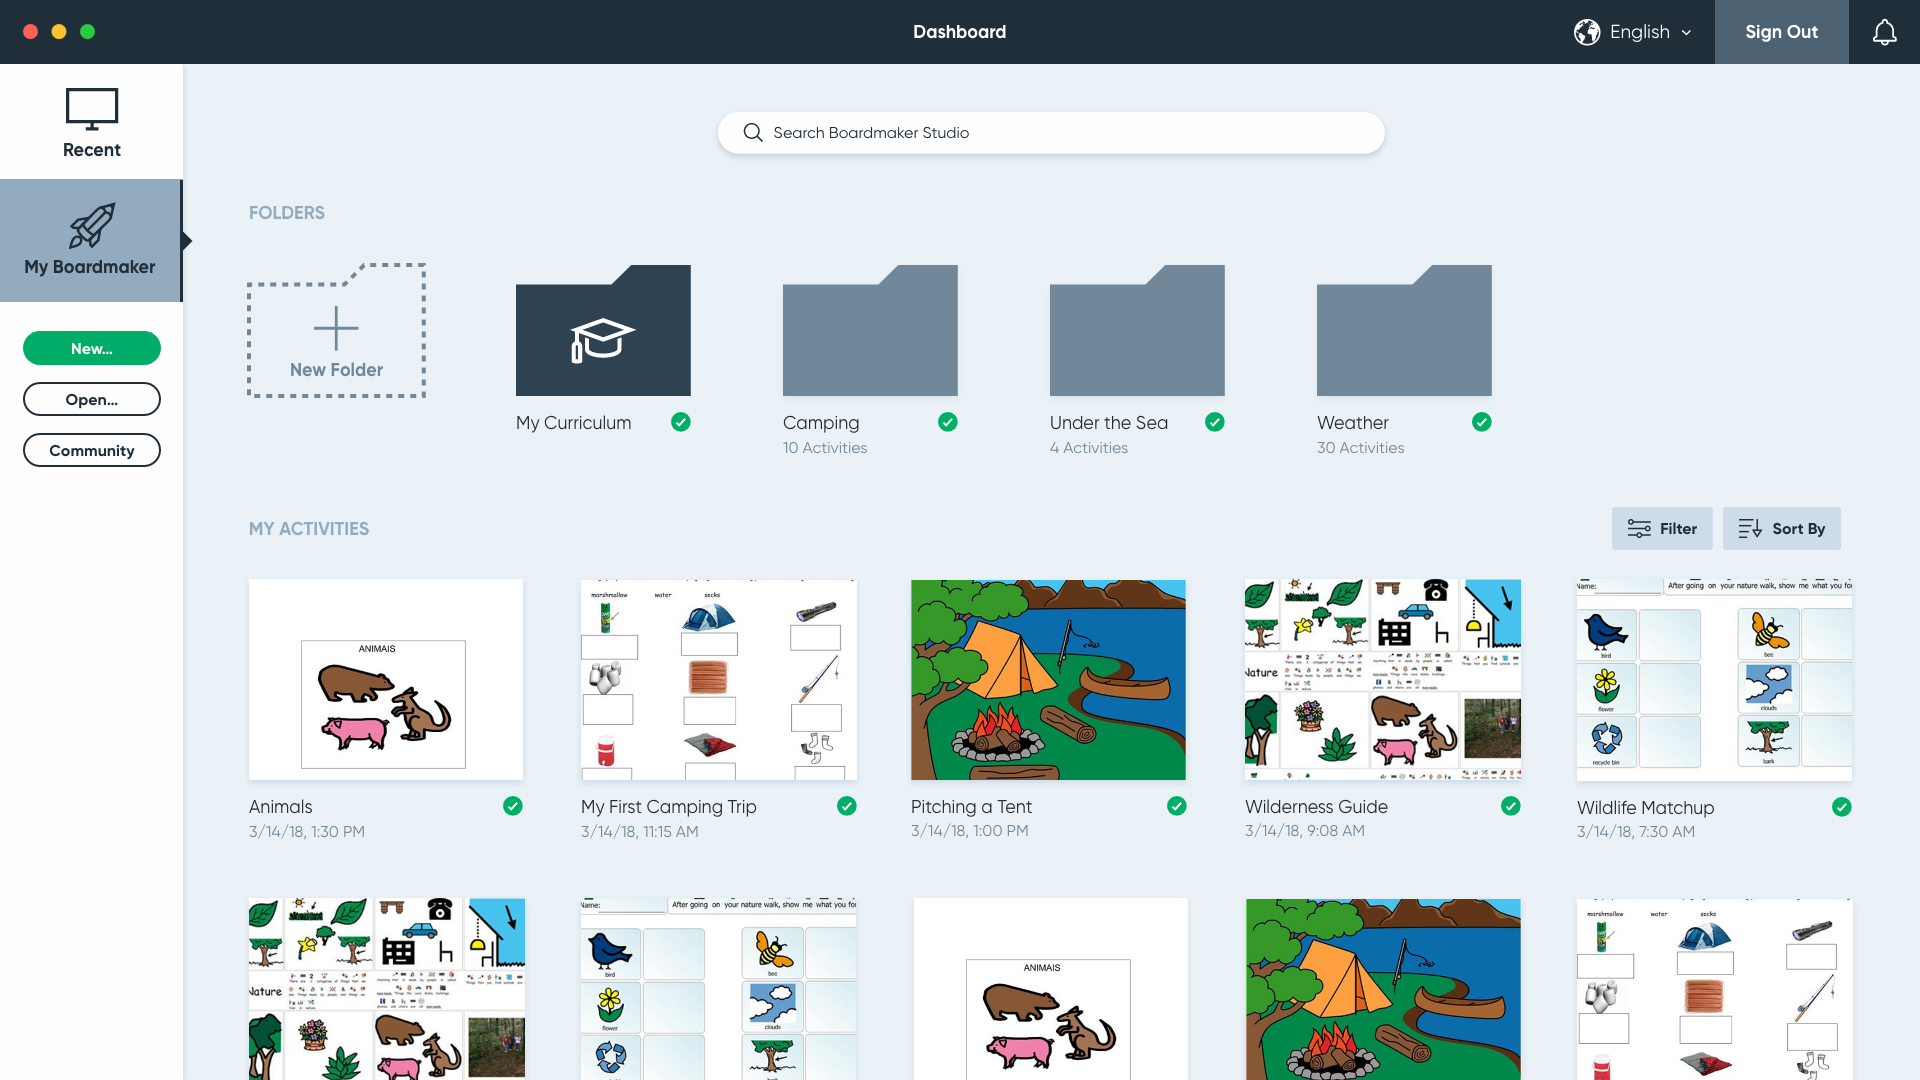 Dashboard
English
Sign Out
Recent
My Boardmaker
New...
Open...
Community
Search Boardmaker Studio
FOLDERS
New Folder
My Curriculum
Camping
10 Activities
Under the Sea
4 Activities
Weather
30 Activities
MY ACTIVITIES
Filter
Sort By
ANIMAlS
marshmallow water socks
Nature
Name:
After going on your nature walk, show me what you fo
bird
bee
flower
clouds
recycle bin
bark
Animals
3/14/18, 1:30 PM
My First Camping Trip
3/14/18, 11:15 AM
Pitching a Tent
3/14/18, 1:00 PM
Wilderness Guide
3/14/18, 9:08 AM
Wildlife Matchup
3/14/18, 7:30 AM
Nature
Name:
After going on your nature walk, show me what you fo
bird
bee
flower
clouds
ANIMAlS
marshmallow water socks